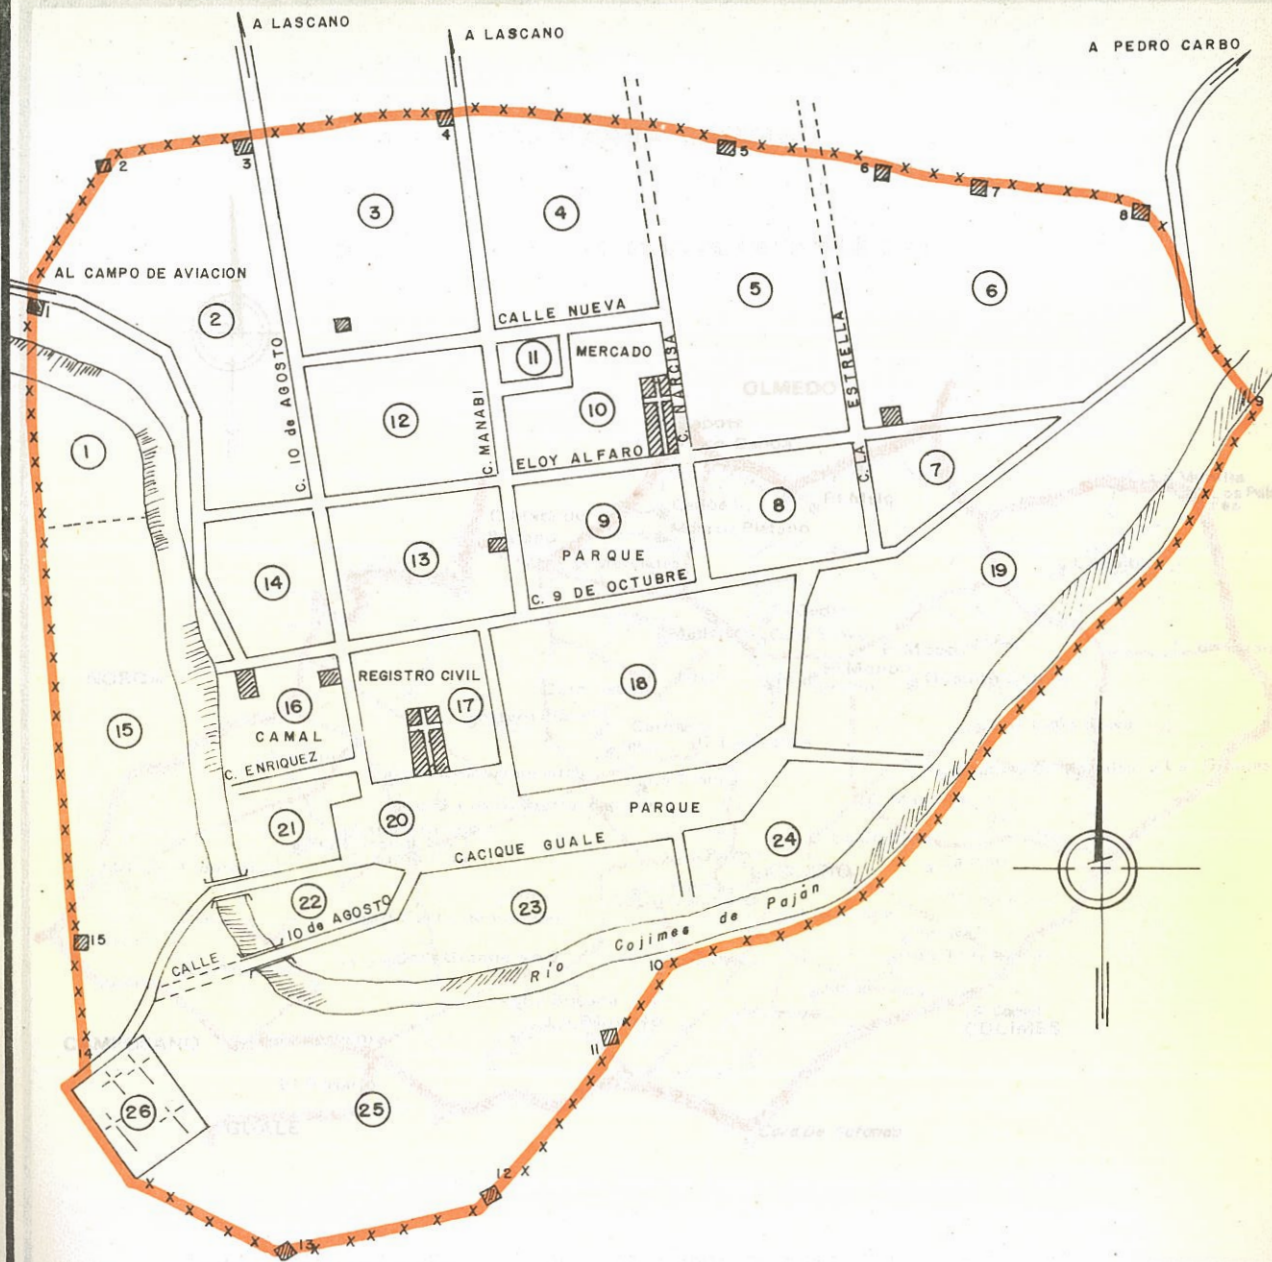 A LASCANO
A LASCANO
A PEDRO CARBO
4
2
3
5
6
7
8
3
4
AL CAMPO DE AVIACION
1
2
5
6
CALLE NUEVA
C. 10 de AGOSTO
11
MERCADO
C. NARCISA
C. LA ESTRELLA
OLMEDO
9
12
C. MANABI
10
1
ELOY ALFARO
7
8
9
PARQUE
13
14
C. 9 DE OCTUBRE
19
REGISTRO CIVIL
18
16
17
15
CAMAL
C. ENRIQUEZ
PARQUE
20
21
24
CACIQUE GUALE
22
23
10 de AGOSTO
CALLE
Río Cojimes de Paján
15
10
11
14
26
25
GUALE
COLIMES
12
13